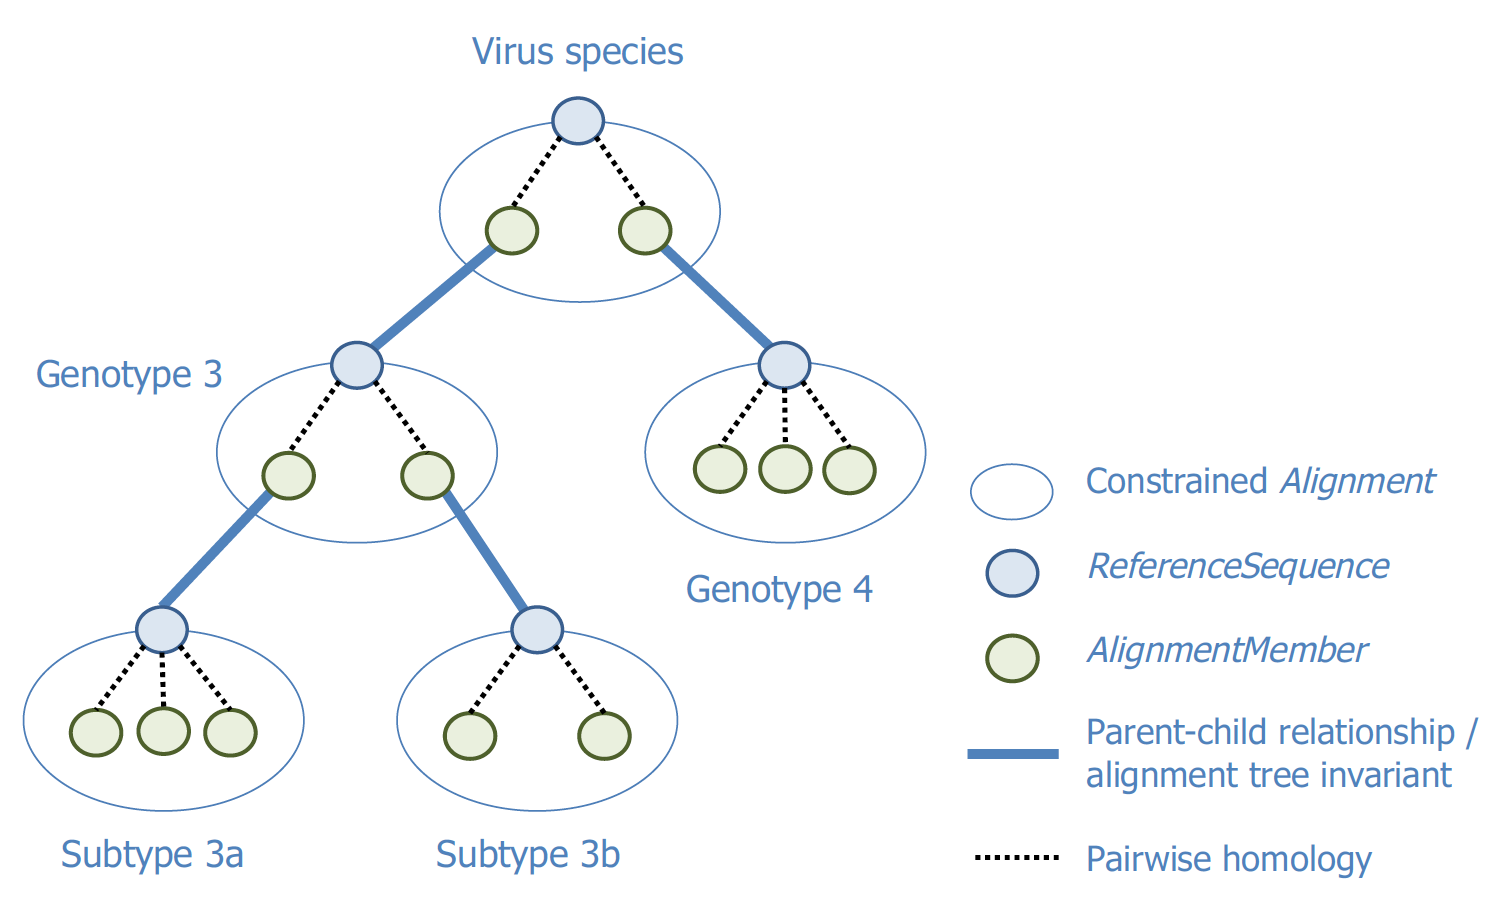 Virus species
Genotype 3
Genotype 4
Subtype 3a
Subtype 3b
Constrained Alignment
ReferenceSequence
AlignmentMember
Parent-child relationship /
alignment tree invariant
Pairwise homology